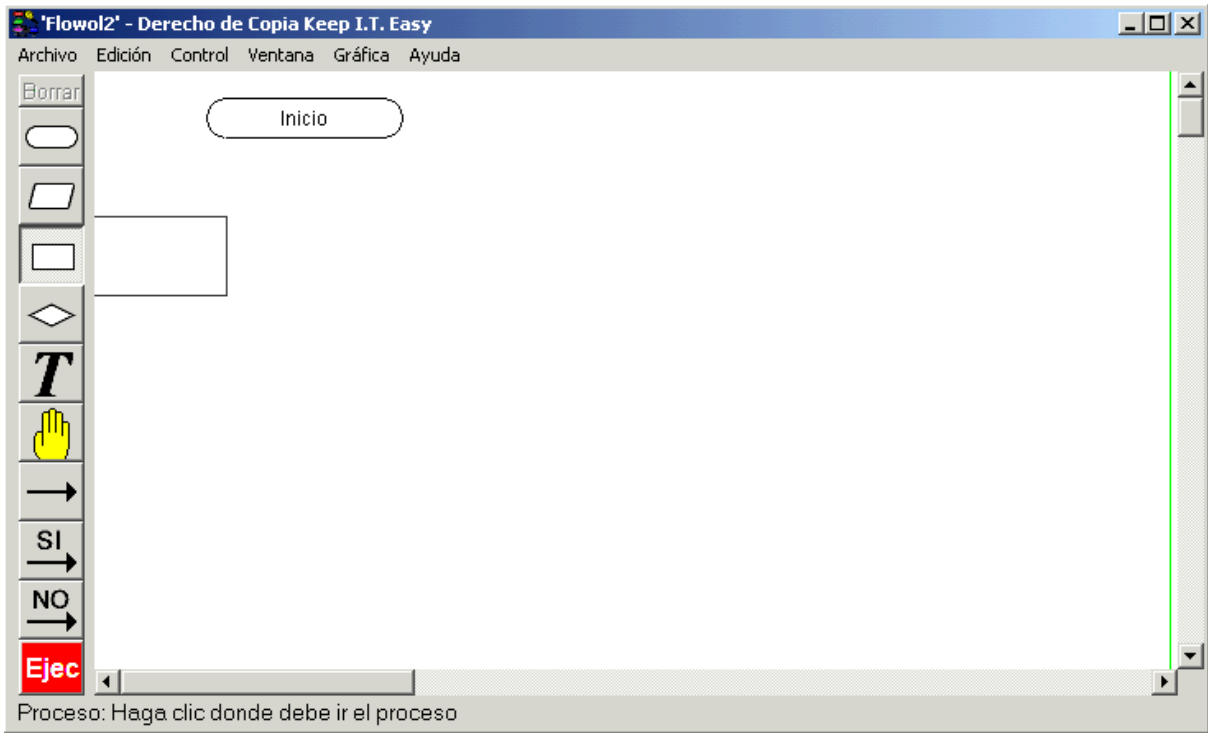 'Flowol2' - Derecho de Copia Keep I.T. Easy
Archivo Edición Control Ventana Gráfica Ayuda
Borrar
Inicio
T
SI
NO
Ejec
Proceso: Haga clic donde debe ir el proceso